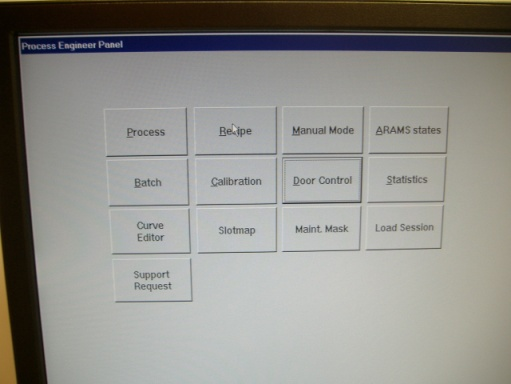 Process Engineer Panel
Process
Recipe
Manual Mode
ARAMS states
Batch
Calibration
Door Control
Statistics
Curve
Editor
Slotmap
Maint. Mask
Load Session
Support
Request